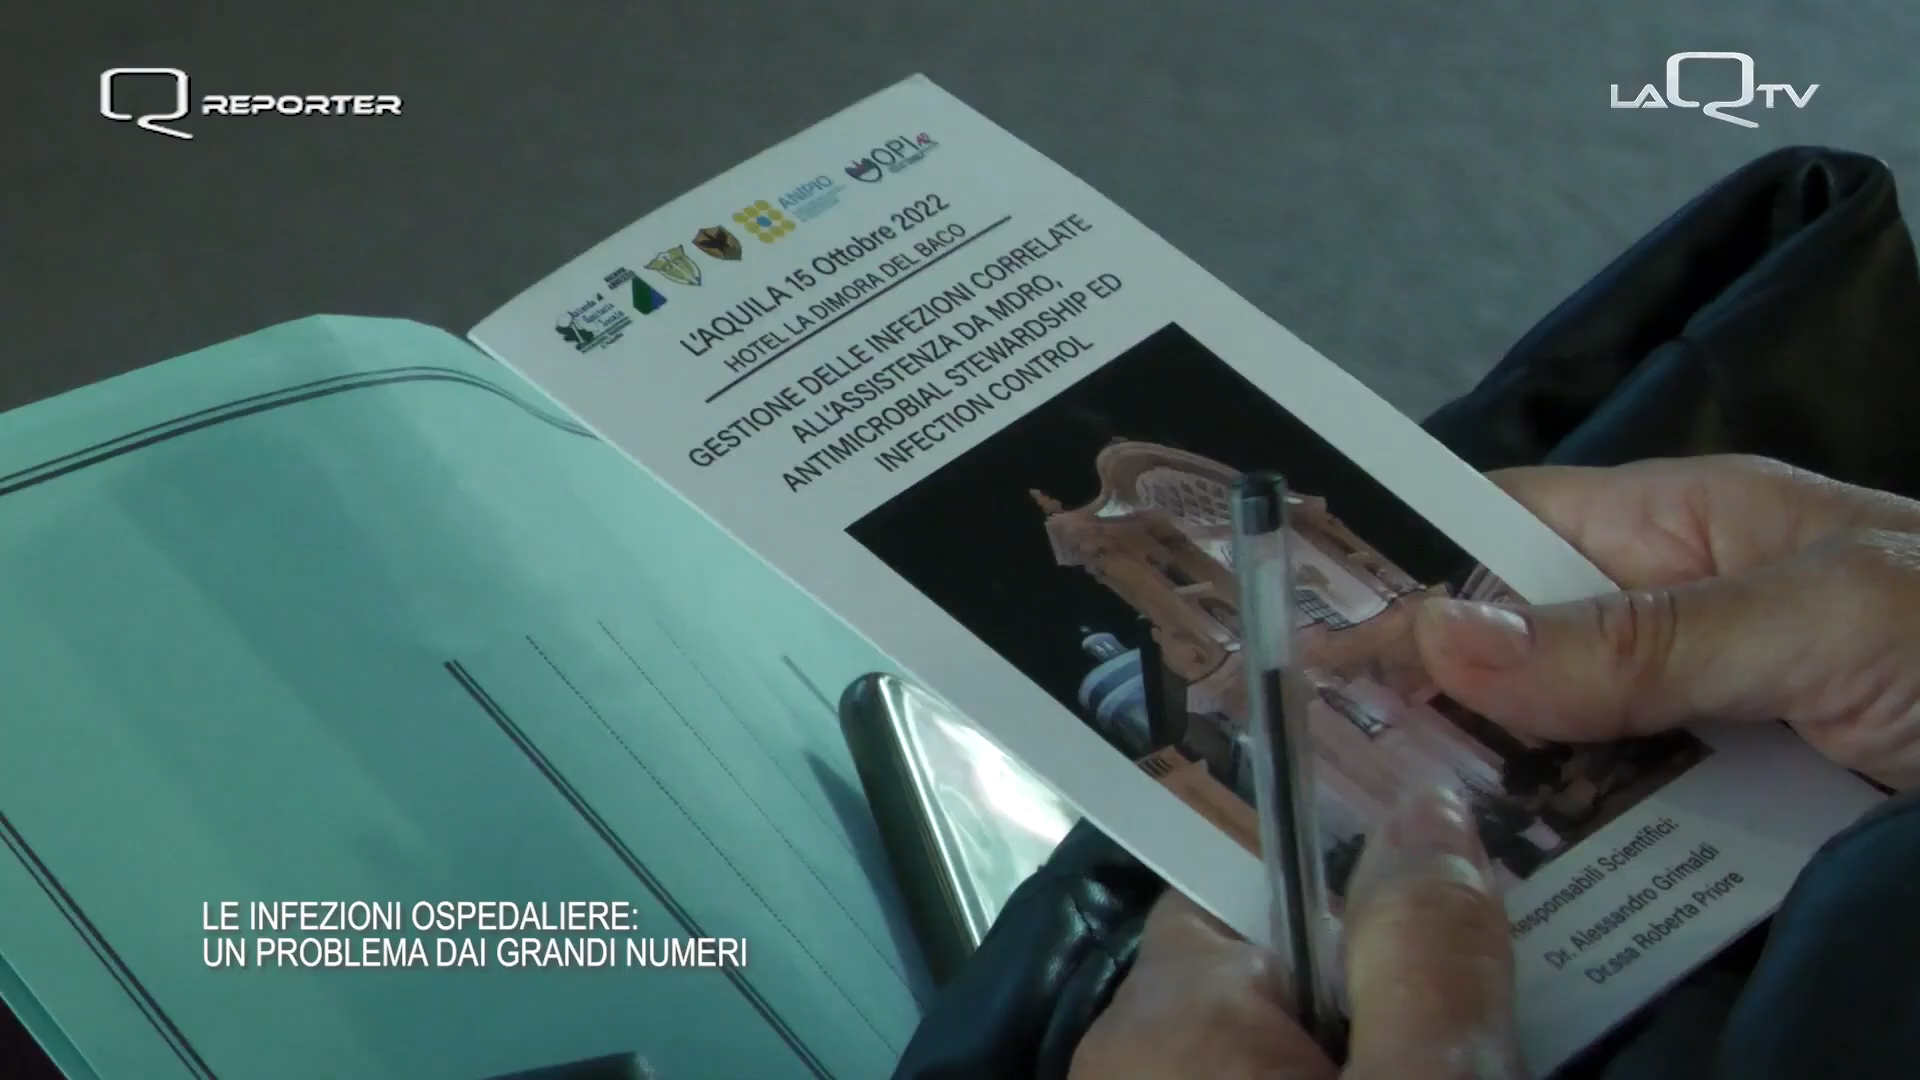 Q REPORTER
LAQTV
ANIPIO
OPI
L'AQUILA 15 Ottobre 2022
HOTEL LA DIMORA DEL BACO
GESTIONE DELLE INFEZIONI CORRELATE
ALL'ASSISTENZA DA MDRO,
ANTIMICROBIAL STEWARDSHIP ED
INFECTION CONTROL
Responsabili Scientifici:
Dr. Alessandro Grimaldi
Dr.ssa Roberta Priore
LE INFEZIONI OSPEDALIERE:
UN PROBLEMA DAI GRANDI NUMERI